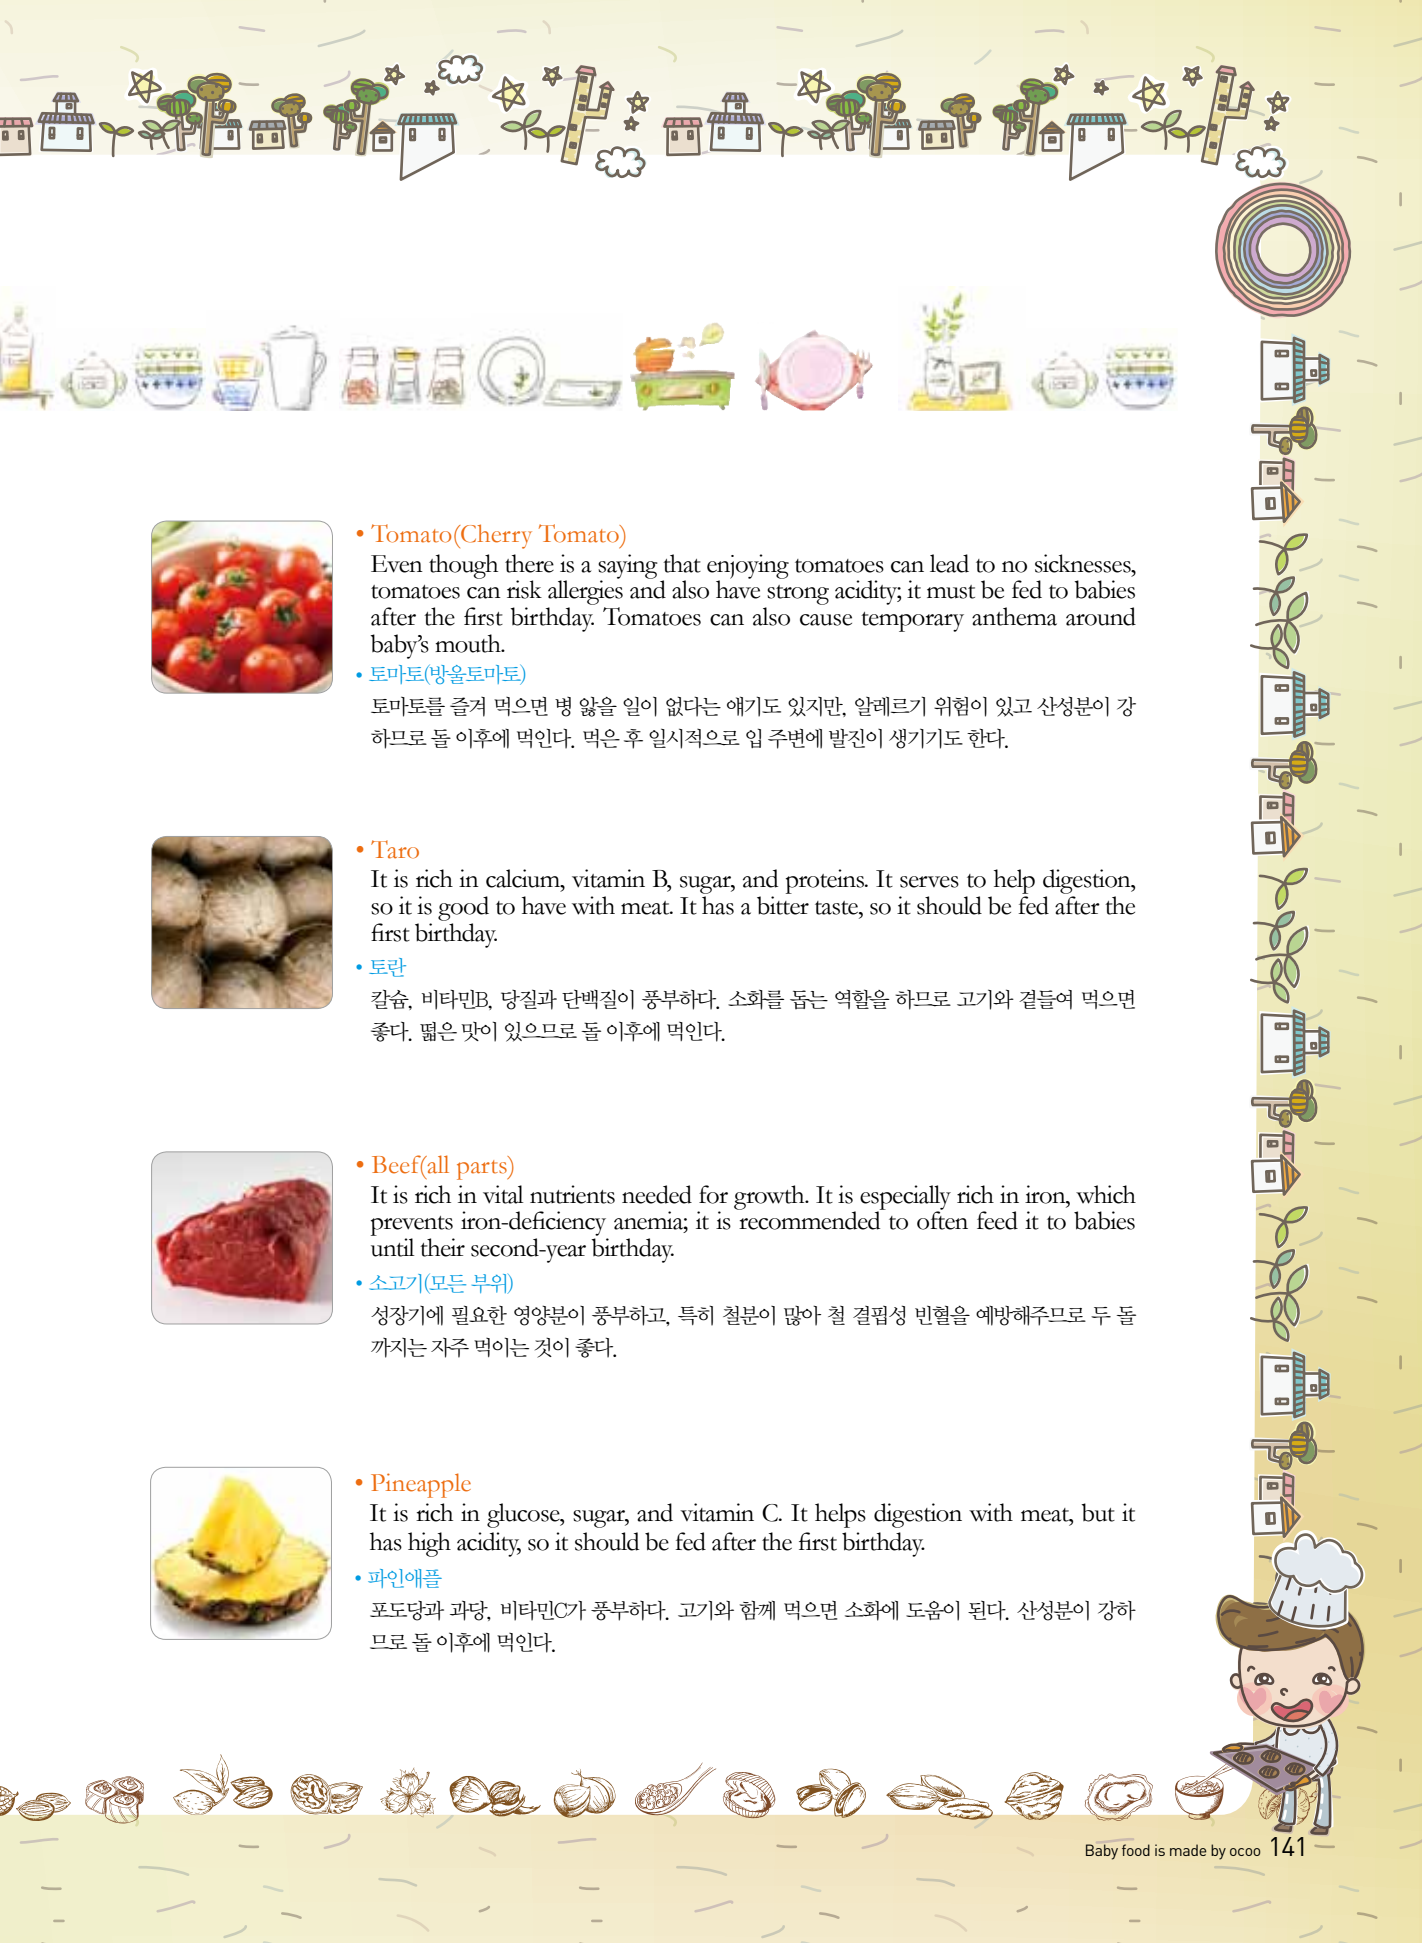 • Tomato(Cherry Tomato)
Even though there is a saying that enjoying tomatoes can lead to no sicknesses,
tomatoes can risk allergies and also have strong acidity; it must be fed to babies
after the first birthday. Tomatoes can also cause temporary anthema around
baby's mouth.
• 토마토(방울토마토)
토마토를 즐겨 먹으면 병 앓을 일이 없다는 얘기도 있지만, 알레르기 위험이 있고 산성분이 강
하므로 돌 이후에 먹인다. 먹은 후 일시적으로 입 주변에 발진이 생기기도 한다.
• Taro
It is rich in calcium, vitamin B, sugar, and proteins. It serves to help digestion,
so it is good to have with meat. It has a bitter taste, so it should be fed after the
first birthday.
• 토란
칼슘, 비타민B, 당질과 단백질이 풍부하다. 소화를 돕는 역할을 하므로 고기와 곁들여 먹으면
좋다. 떫은 맛이 있으므로 돌 이후에 먹인다.
• Beef(all parts)
It is rich in vital nutrients needed for growth. It is especially rich in iron, which
prevents iron-deficiency anemia; it is recommended to often feed it to babies
until their second-year birthday.
• 소고기(모든 부위)
성장기에 필요한 영양분이 풍부하고, 특히 철분이 많아 철 결핍성 빈혈을 예방해주므로 두 돌
까지는 자주 먹이는 것이 좋다.
• Pineapple
It is rich in glucose, sugar, and vitamin C. It helps digestion with meat, but it
has high acidity, so it should be fed after the first birthday.
• 파인애플
포도당과 과당, 비타민C가 풍부하다. 고기와 함께 먹으면 소화에 도움이 된다. 산성분이 강하
므로 돌 이후에 먹인다.
Baby food is made by ocoo 141